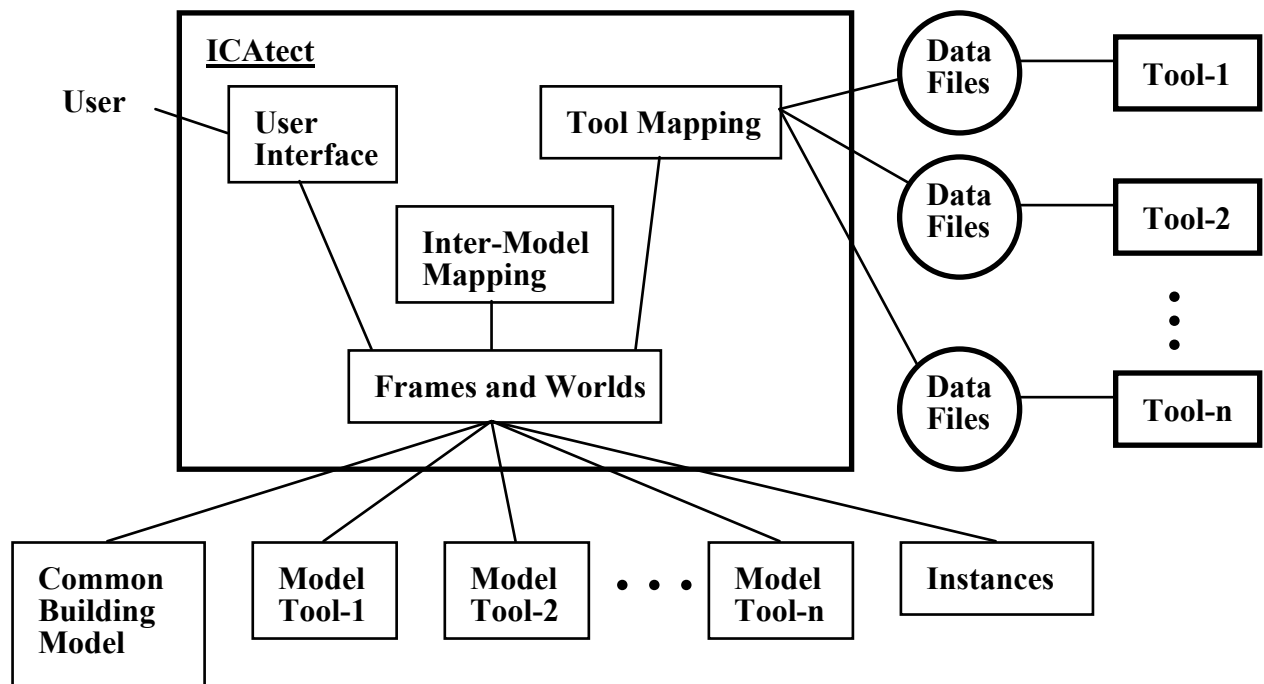 ICAtect
User
User
Interface
Tool Mapping
Inter-Model
Mapping
Frames and Worlds
Data
Files
Tool-1
Data
Files
Tool-2
Data
Files
Tool-n
Common
Building
Model
Model
Tool-1
Model
Tool-2
Model
Tool-n
Instances